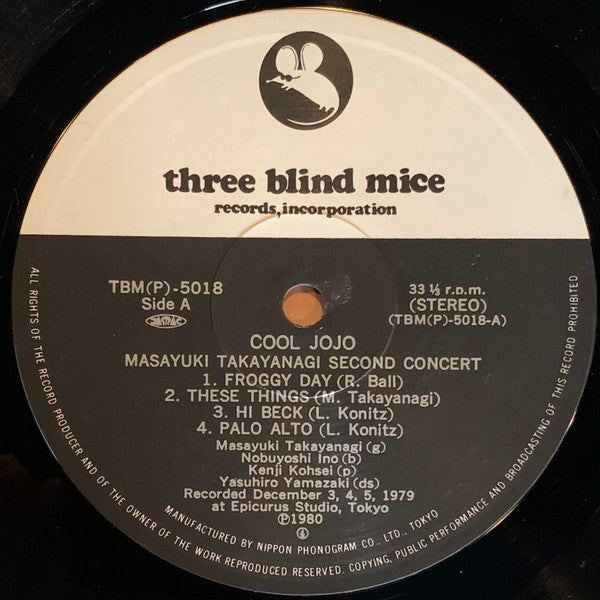 three blind mice
records,incorporation
TBM(P)-5018
Side A
33 ⅓ r.p.m.
(STEREO)
(TBM(P)-5018-A)
COOL JOJO
MASAYUKI TAKAYANAGI SECOND CONCERT
1. FROGGY DAY (R. Ball)
2. THESE THINGS (M. Takayanagi)
3. HI BECK (L. Konitz)
4. PALO ALTO (L. Konitz)
Masayuki Takayanagi (g)
Nobuyoshi Ino (b)
Kenji Kohsei (p)
Yasuhiro Yamazaki (ds)
Recorded December 3, 4, 5, 1979
at Epicurus Studio, Tokyo
℗1980
MANUFACTURED BY NIPPON PHONOGRAM CO., LTD., TOKYO
ALL RIGHTS OF THE RECORD PRODUCER AND OF THE OWNER OF THE WORK REPRODUCED RESERVED. COPYING, PUBLIC PERFORMANCE AND BROADCASTING OF THIS RECORD PROHIBITED